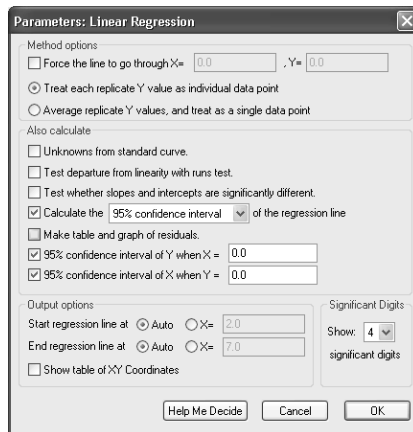 Parameters: Linear Regression
Method options
Force the line to go through X= 0.0 , Y= 0.0
Treat each replicate Y value as individual data point
Average replicate Y values, and treat as a single data point
Also calculate
Unknowns from standard curve.
Test departure from linearity with runs test.
Test whether slopes and intercepts are significantly different.
Calculate the 95% confidence interval of the regression line
Make table and graph of residuals.
95% confidence interval of Y when X = 0.0
95% confidence interval of X when Y = 0.0
Output options
Start regression line at Auto X= 2.0
End regression line at Auto X= 7.0
Show table of XY Coordinates
Significant Digits
Show: 4
significant digits
Help Me Decide Cancel OK